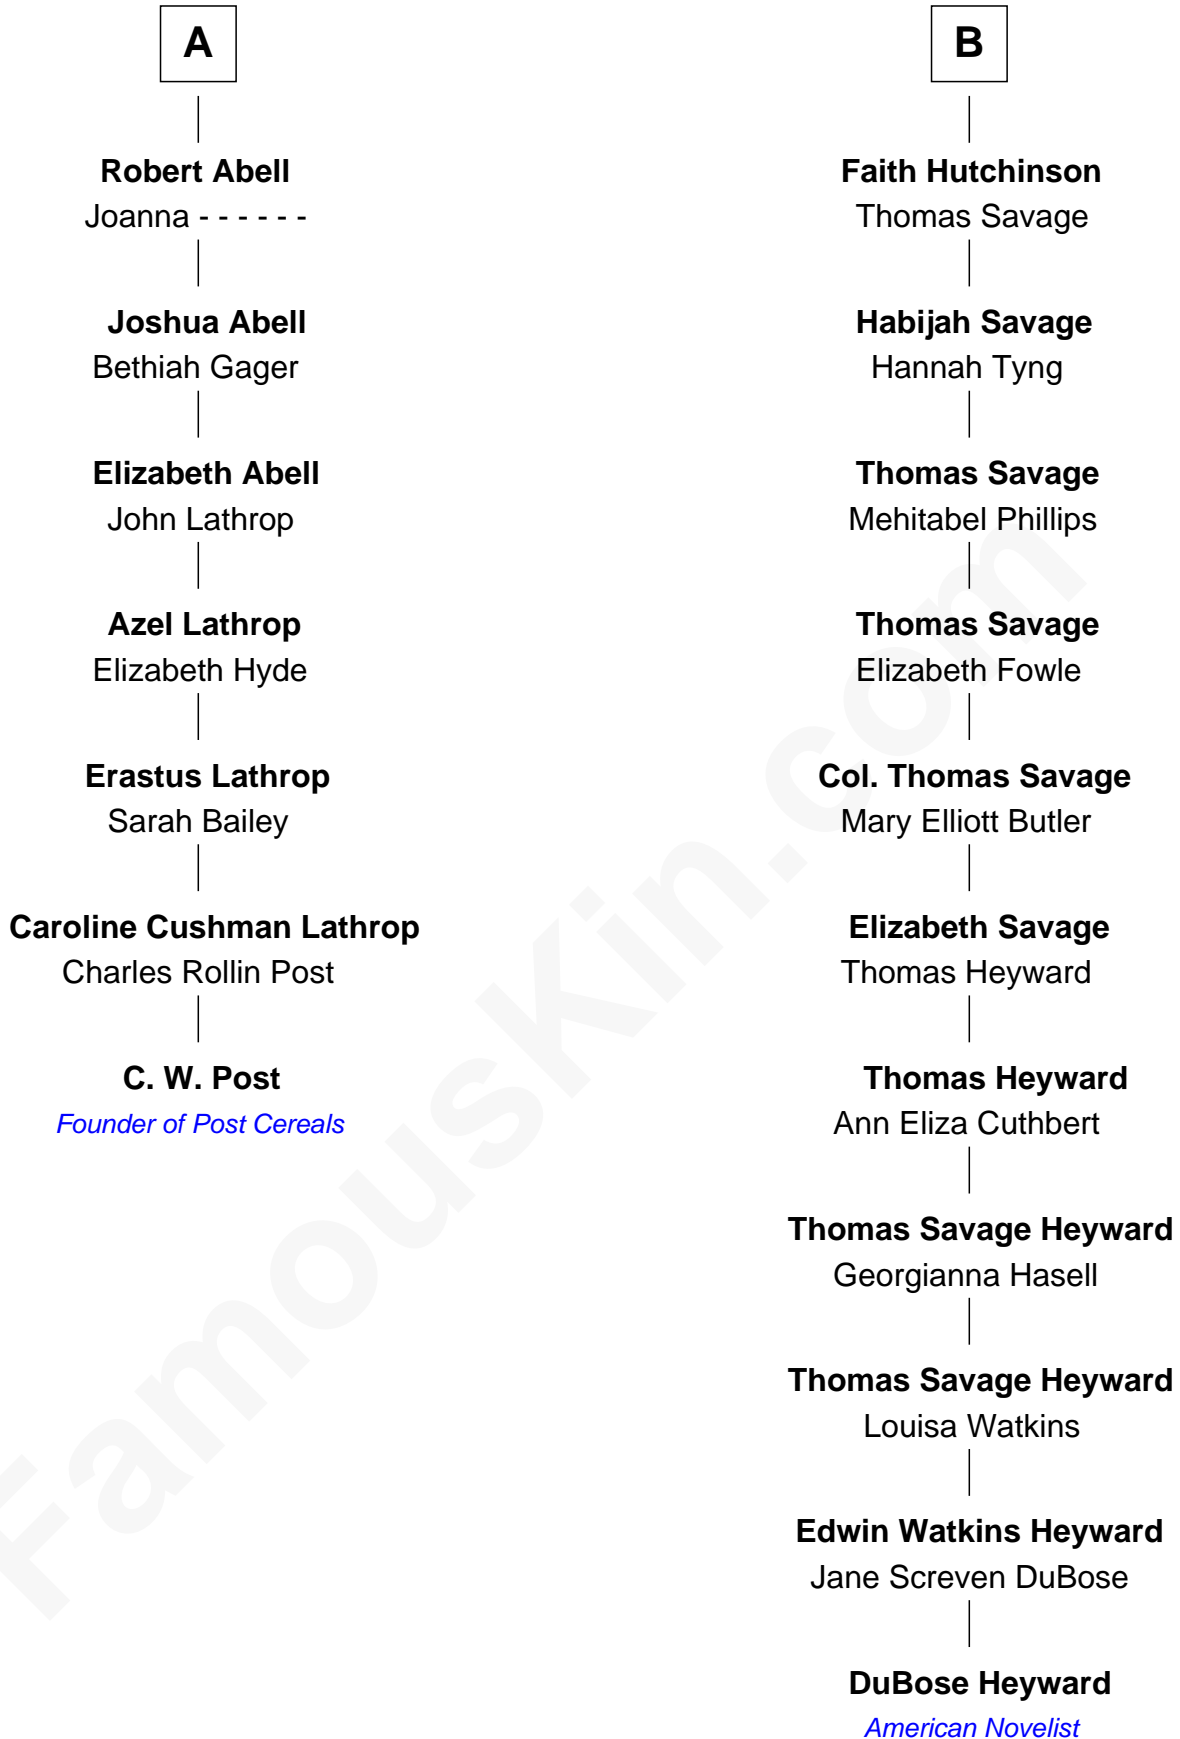 A
Robert Abell
Joanna - - - - - -
Joshua Abell
Bethiah Gager
Elizabeth Abell
John Lathrop
Azel Lathrop
Elizabeth Hyde
Erastus Lathrop
Sarah Bailey
Caroline Cushman Lathrop
Charles Rollin Post
C. W. Post
Founder of Post Cereals
B
Faith Hutchinson
Thomas Savage
Habijah Savage
Hannah Tyng
Thomas Savage
Mehitabel Phillips
Thomas Savage
Elizabeth Fowle
Col. Thomas Savage
Mary Elliott Butler
Elizabeth Savage
Thomas Heyward
Thomas Heyward
Ann Eliza Cuthbert
Thomas Savage Heyward
Georgianna Hasell
Thomas Savage Heyward
Louisa Watkins
Edwin Watkins Heyward
Jane Screven DuBose
DuBose Heyward
American Novelist
FamousKin.com